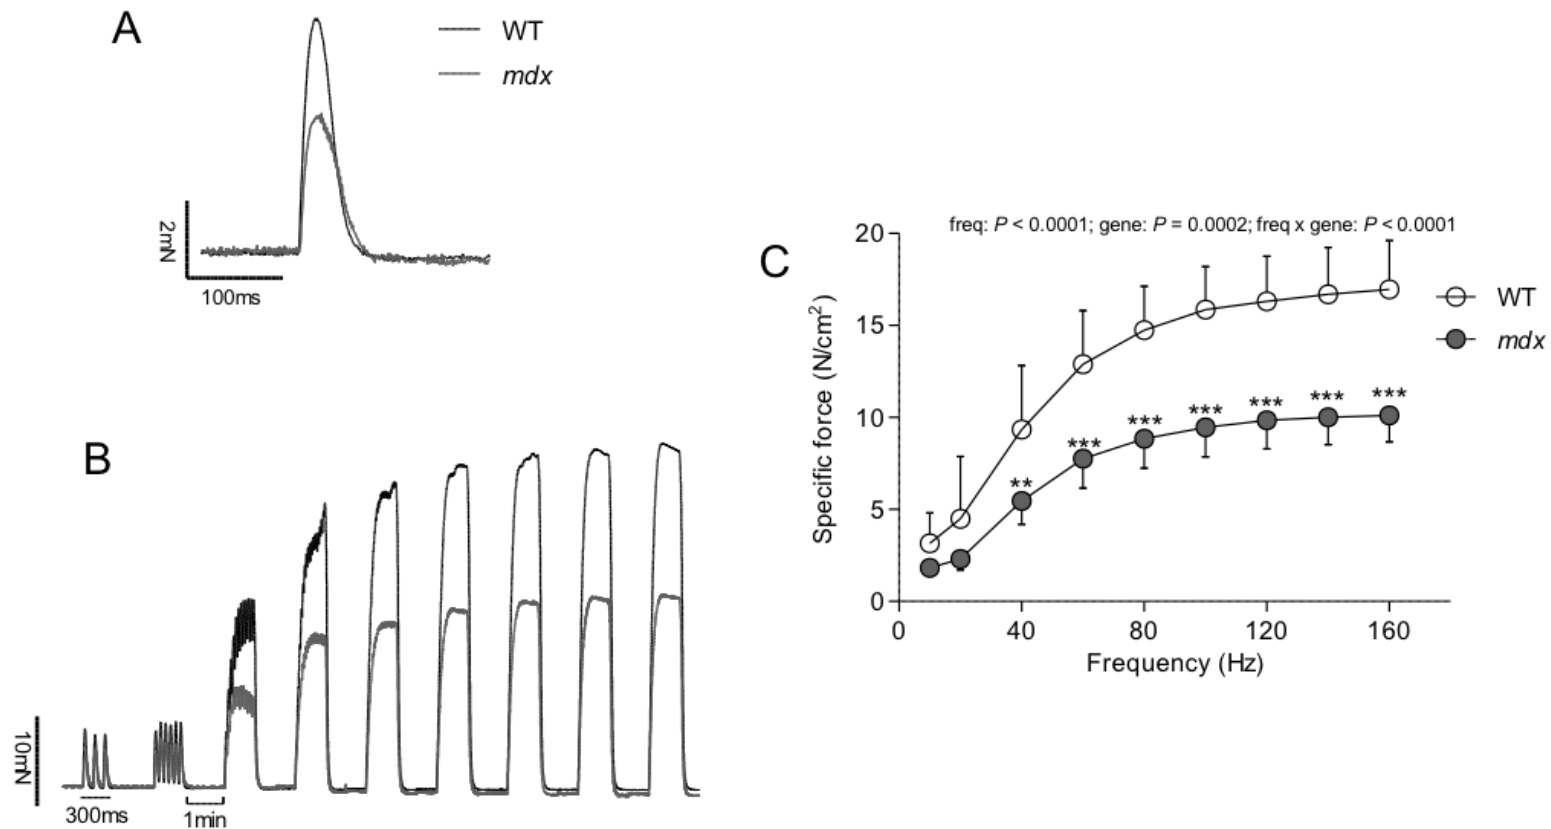 A
WT
mdx
2mN
100ms
B
10mN
300ms
1min
C
freq: P < 0.0001; gene: P = 0.0002; freq x gene: P < 0.0001
Specific force (N/cm²)
20
15
10
5
0
** *** *** *** *** *** ***
0 40 80 120 160
Frequency (Hz)
WT
mdx